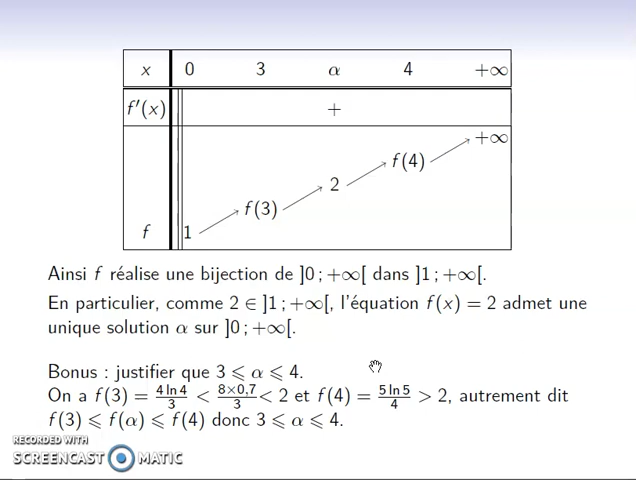 x 0 3 α 4 +∞
f′(x) +
+∞
f(4)
2
f(3)
f 1
Ainsi f réalise une bijection de ]0 ; +∞[ dans ]1 ; +∞[.
En particulier, comme 2 ∈ ]1 ; +∞[, l'équation f(x) = 2 admet une
unique solution α sur ]0 ; +∞[.
Bonus : justifier que 3 ⩽ α ⩽ 4.
On a f(3) = 4 ln 4/3 < 8×0,7/3 < 2 et f(4) = 5 ln 5/4 > 2, autrement dit
f(3) ⩽ f(α) ⩽ f(4) donc 3 ⩽ α ⩽ 4.
RECORDED WITH
SCREENCAST MATIC